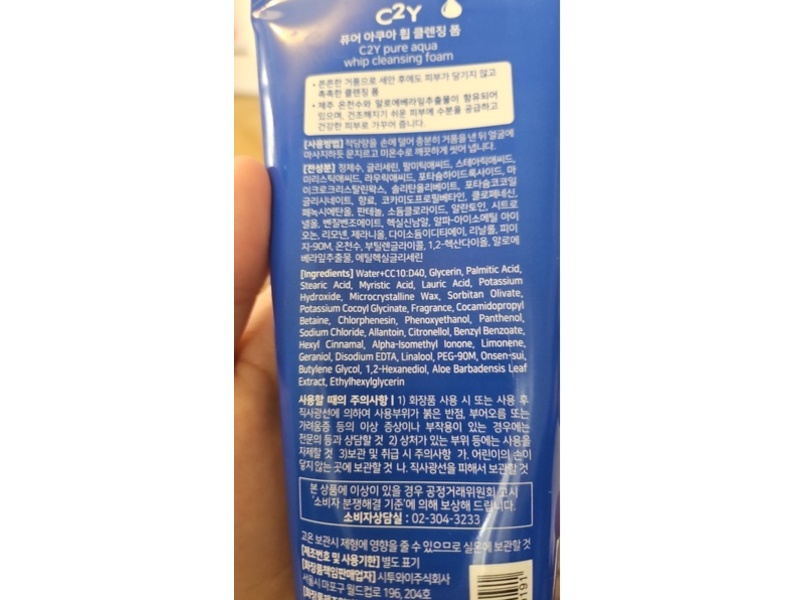 C2Y
퓨어 아쿠아 휩 클렌징 폼
C2Y pure aqua
whip cleansing foam
• 쫀쫀한 거품으로 세안 후에도 피부가 당기지 않고
촉촉한 클렌징 폼
• 제주 온천수와 알로에베라잎추출물이 함유되어
있으며, 건조해지기 쉬운 피부에 수분을 공급하고
건강한 피부로 가꾸어 줍니다.
[사용방법] 적당량을 손에 덜어 충분히 거품을 낸 뒤 얼굴에
마사지하듯 문지르고 미온수로 깨끗하게 씻어 냅니다.
[전성분] 정제수, 글리세린, 팔미틱애씨드, 스테아릭애씨드,
미리스틱애씨드, 라우릭애씨드, 포타슘하이드록사이드, 마
이크로크리스탈린왁스, 솔비탄올리베이트, 포타슘코코일
글리시네이트, 향료, 코카미도프로필베타인, 클로페네신,
페녹시에탄올, 판테놀, 소듐클로라이드, 알란토인, 시트로
넬올, 벤질벤조에이트, 헥실신남알, 알파-아이소메틸 아이
오논, 리모넨, 제라니올, 다이소듐이디티에이, 리날룰, 피이
지-90M, 온천수, 부틸렌글라이콜, 1,2-헥산다이올, 알로에
베라잎추출물, 에틸헥실글리세린
[Ingredients] Water+CC10:D40, Glycerin, Palmitic Acid,
Stearic Acid, Myristic Acid, Lauric Acid, Potassium
Hydroxide, Microcrystalline Wax, Sorbitan Olivate,
Potassium Cocoyl Glycinate, Fragrance, Cocamidopropyl
Betaine, Chlorphenesin, Phenoxyethanol, Panthenol,
Sodium Chloride, Allantoin, Citronellol, Benzyl Benzoate,
Hexyl Cinnamal, Alpha-Isomethyl Ionone, Limonene,
Geraniol, Disodium EDTA, Linalool, PEG-90M, Onsen-sui,
Butylene Glycol, 1,2-Hexanediol, Aloe Barbadensis Leaf
Extract, Ethylhexylglycerin
사용할 때의 주의사항 | 1) 화장품 사용 시 또는 사용 후
직사광선에 의하여 사용부위가 붉은 반점, 부어오름 또는
가려움증 등의 이상 증상이나 부작용이 있는 경우에는
전문의 등과 상담할 것 2) 상처가 있는 부위 등에는 사용을
자제할 것 3)보관 및 취급 시 주의사항 가. 어린이의 손이
닿지 않는 곳에 보관할 것 나. 직사광선을 피해서 보관할 것
본 상품에 이상이 있을 경우 공정거래위원회 고시
'소비자 분쟁해결 기준'에 의해 보상해 드립니다.
소비자상담실 : 02-304-3233
고온 보관시 제형에 영향을 줄 수 있으므로 실온에 보관할 것
[제조번호 및 사용기한] 별도 표기
[화장품책임판매업자] 시투와이주식회사
서울시 마포구 월드컵로 196, 204호